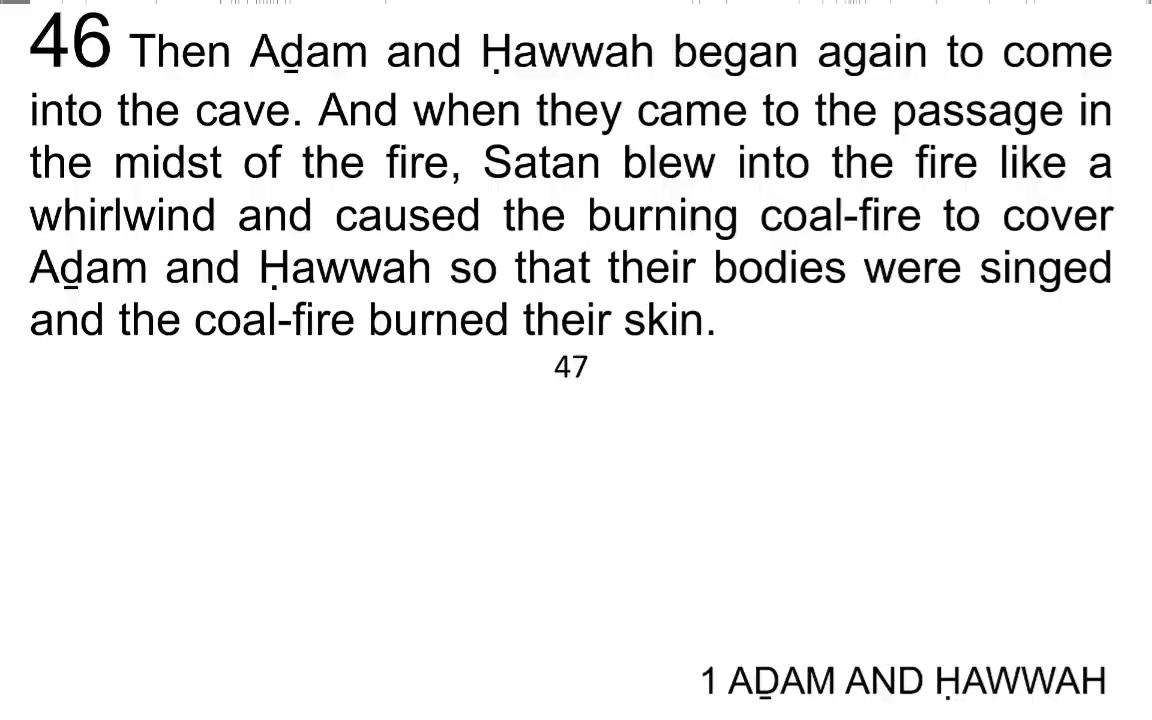 46 Then Aḏam and Ḥawwah began again to come
into the cave. And when they came to the passage in
the midst of the fire, Satan blew into the fire like a
whirlwind and caused the burning coal-fire to cover
Aḏam and Ḥawwah so that their bodies were singed
and the coal-fire burned their skin.
47
1 AḎAM AND ḤAWWAH